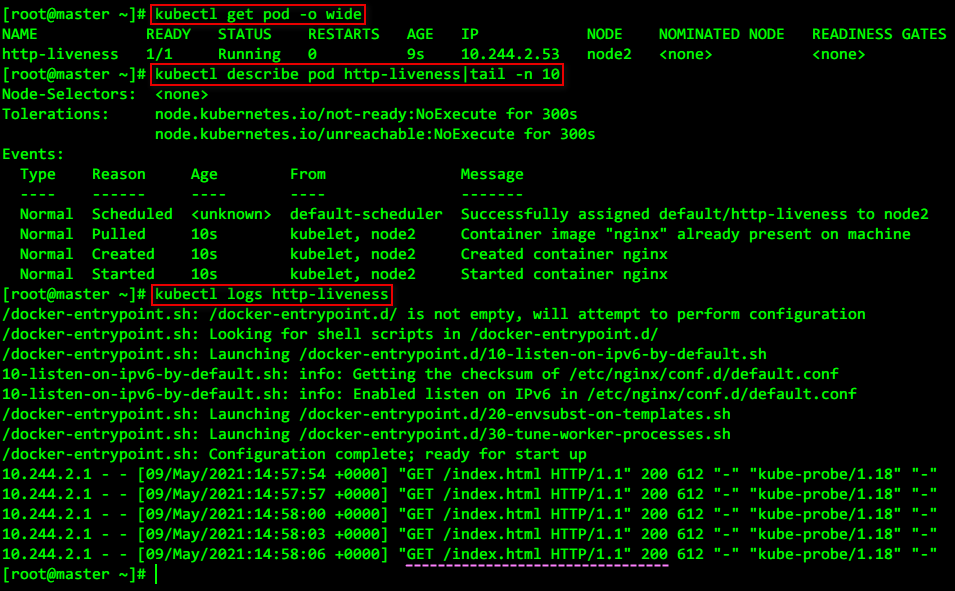 [root@master ~]# kubectl get pod -o wide
NAME            READY   STATUS    RESTARTS   AGE   IP            NODE    NOMINATED NODE   READINESS GATES
http-liveness   1/1     Running   0          9s    10.244.2.53   node2   <none>           <none>
[root@master ~]# kubectl describe pod http-liveness|tail -n 10
Node-Selectors:  <none>
Tolerations:     node.kubernetes.io/not-ready:NoExecute for 300s
                 node.kubernetes.io/unreachable:NoExecute for 300s
Events:
  Type    Reason     Age        From               Message
  ----    ------     ----       ----               -------
  Normal  Scheduled  <unknown>  default-scheduler  Successfully assigned default/http-liveness to node2
  Normal  Pulled     10s        kubelet, node2     Container image "nginx" already present on machine
  Normal  Created    10s        kubelet, node2     Created container nginx
  Normal  Started    10s        kubelet, node2     Started container nginx
[root@master ~]# kubectl logs http-liveness
/docker-entrypoint.sh: /docker-entrypoint.d/ is not empty, will attempt to perform configuration
/docker-entrypoint.sh: Looking for shell scripts in /docker-entrypoint.d/
/docker-entrypoint.sh: Launching /docker-entrypoint.d/10-listen-on-ipv6-by-default.sh
10-listen-on-ipv6-by-default.sh: info: Getting the checksum of /etc/nginx/conf.d/default.conf
10-listen-on-ipv6-by-default.sh: info: Enabled listen on IPv6 in /etc/nginx/conf.d/default.conf
/docker-entrypoint.sh: Launching /docker-entrypoint.d/20-envsubst-on-templates.sh
/docker-entrypoint.sh: Launching /docker-entrypoint.d/30-tune-worker-processes.sh
/docker-entrypoint.sh: Configuration complete; ready for start up
10.244.2.1 - - [09/May/2021:14:57:54 +0000] "GET /index.html HTTP/1.1" 200 612 "-" "kube-probe/1.18" "-"
10.244.2.1 - - [09/May/2021:14:57:57 +0000] "GET /index.html HTTP/1.1" 200 612 "-" "kube-probe/1.18" "-"
10.244.2.1 - - [09/May/2021:14:58:00 +0000] "GET /index.html HTTP/1.1" 200 612 "-" "kube-probe/1.18" "-"
10.244.2.1 - - [09/May/2021:14:58:03 +0000] "GET /index.html HTTP/1.1" 200 612 "-" "kube-probe/1.18" "-"
10.244.2.1 - - [09/May/2021:14:58:06 +0000] "GET /index.html HTTP/1.1" 200 612 "-" "kube-probe/1.18" "-"
[root@master ~]#